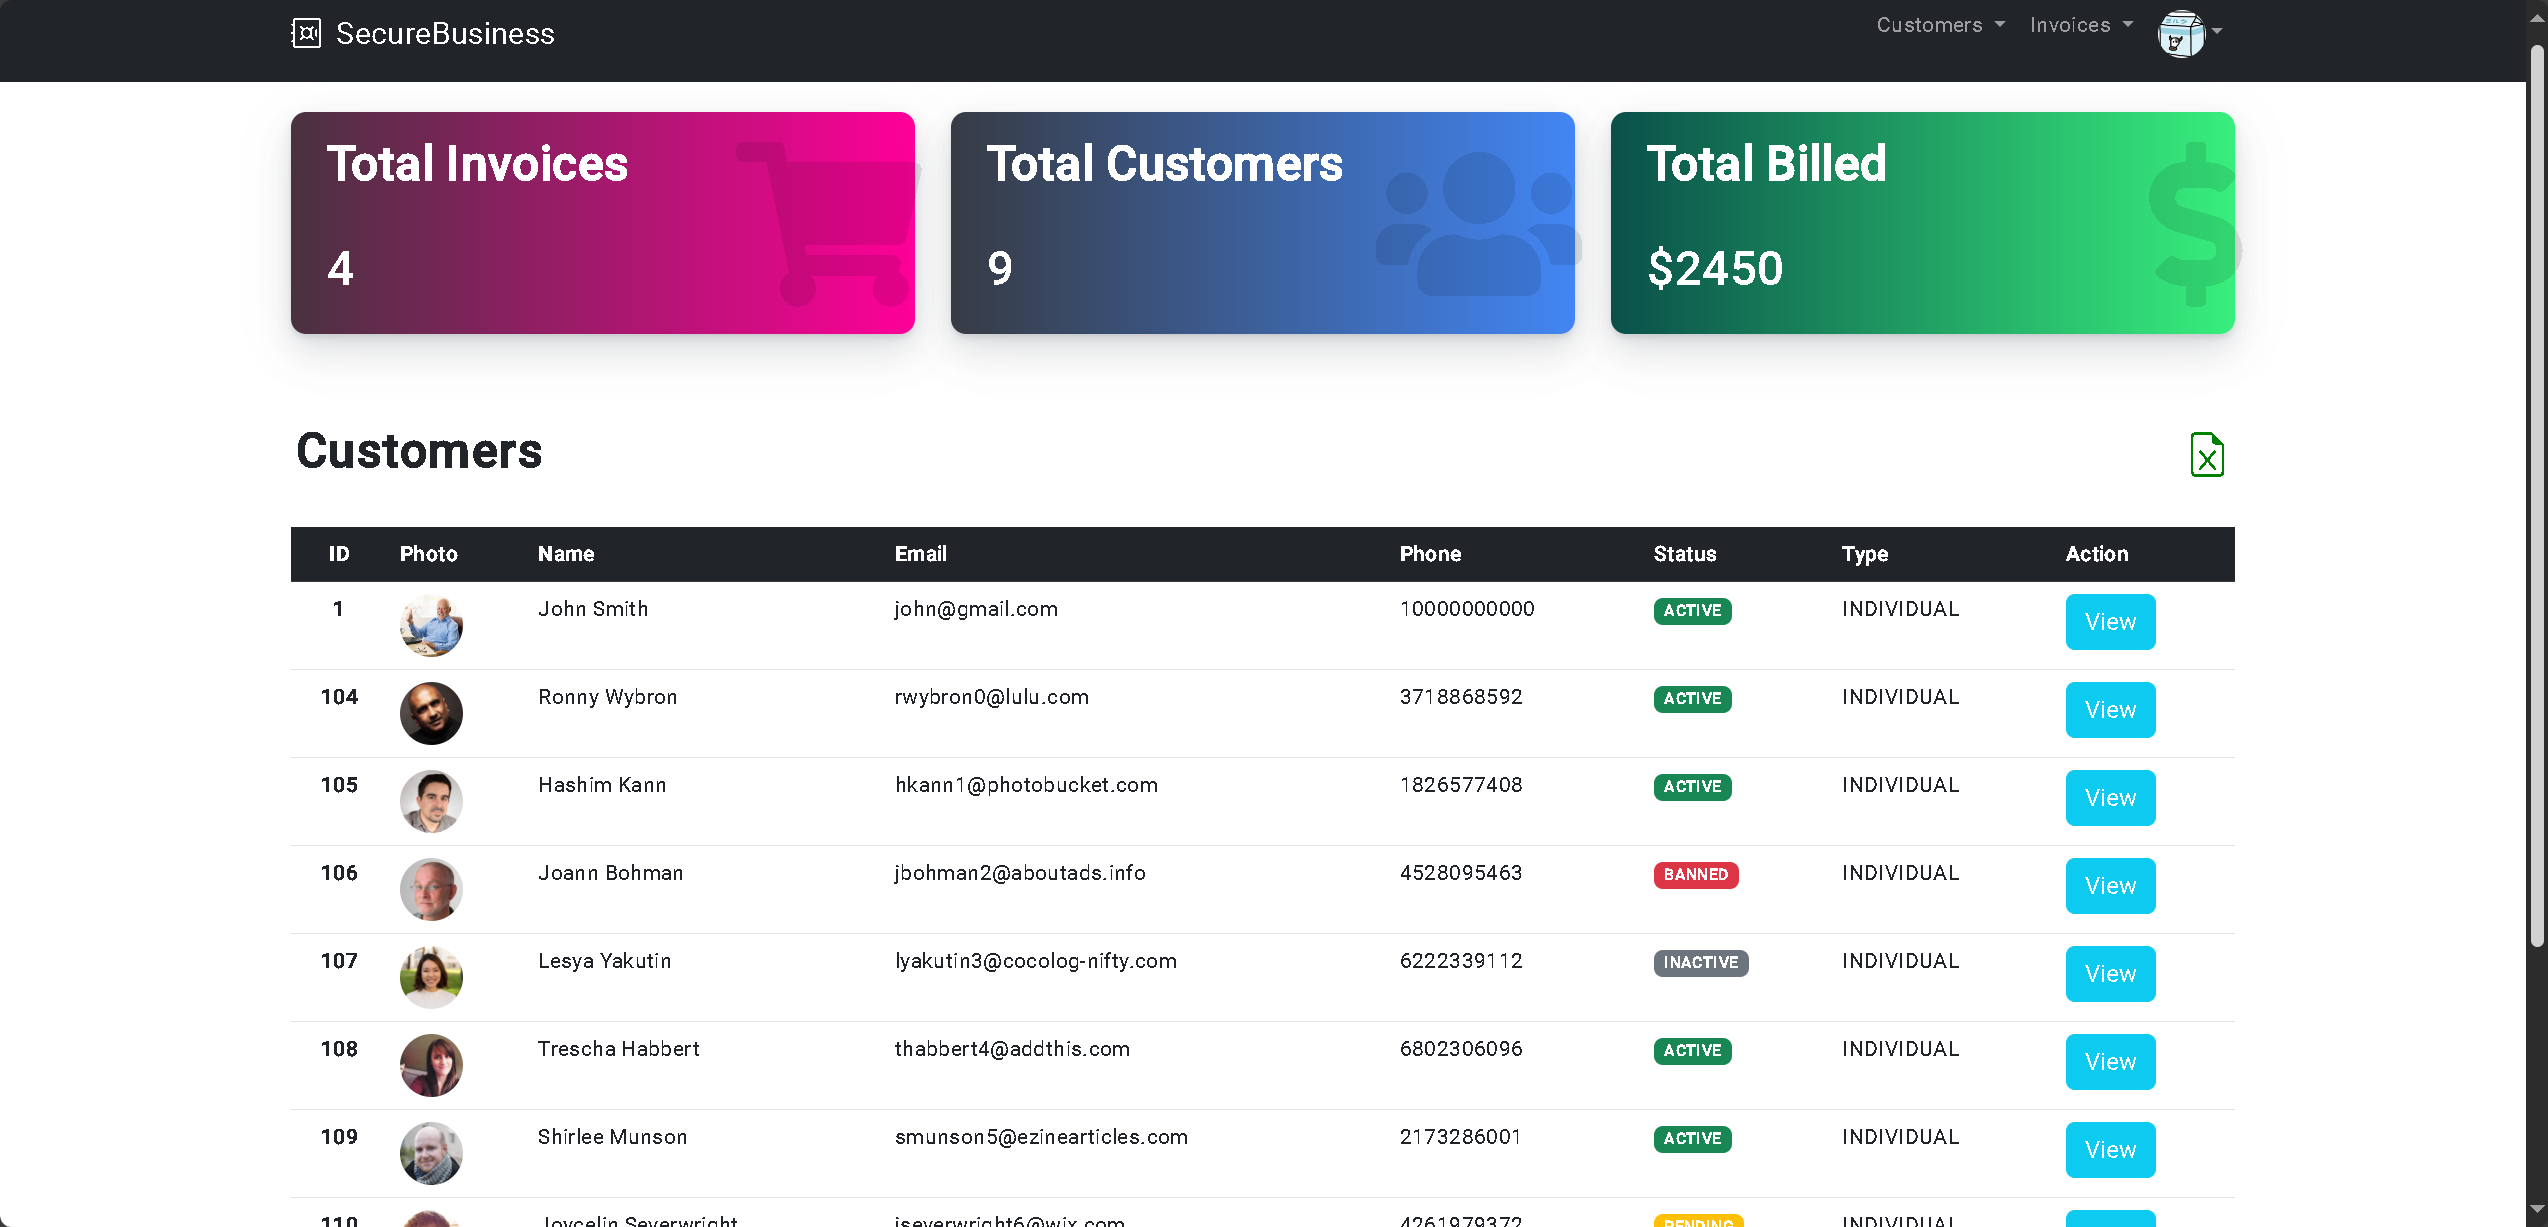 SecureBusiness
Customers
Invoices
Total Invoices
4
Total Customers
9
Total Billed
$2450
Customers
ID Photo Name Email Phone Status Type Action
1 John Smith john@gmail.com 10000000000 ACTIVE INDIVIDUAL View
104 Ronny Wybron rwybron0@lulu.com 3718868592 ACTIVE INDIVIDUAL View
105 Hashim Kann hkann1@photobucket.com 1826577408 ACTIVE INDIVIDUAL View
106 Joann Bohman jbohman2@aboutads.info 4528095463 BANNED INDIVIDUAL View
107 Lesya Yakutin lyakutin3@cocolog-nifty.com 6222339112 INACTIVE INDIVIDUAL View
108 Trescha Habbert thabbert4@addthis.com 6802306096 ACTIVE INDIVIDUAL View
109 Shirlee Munson smunson5@ezinearticles.com 2173286001 ACTIVE INDIVIDUAL View
110 Joycelin Severwright jseverwright6@wix.com 4261979372 PENDING INDIVIDUAL